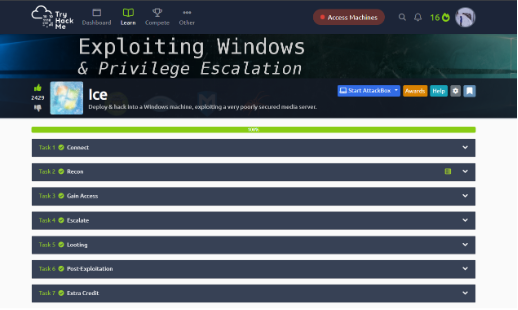 Try
Hack
Me
Dashboard
Learn
Compete
Other
Access Machines
16
Exploiting Windows
& Privilege Escalation
2429
Ice
Deploy & hack into a Windows machine, exploiting a very poorly secured media server.
Start AttackBox
Awards
Help
100%
Task 1 Connect
Task 2 Recon
Task 3 Gain Access
Task 4 Escalate
Task 5 Looting
Task 6 Post-Exploitation
Task 7 Extra Credit